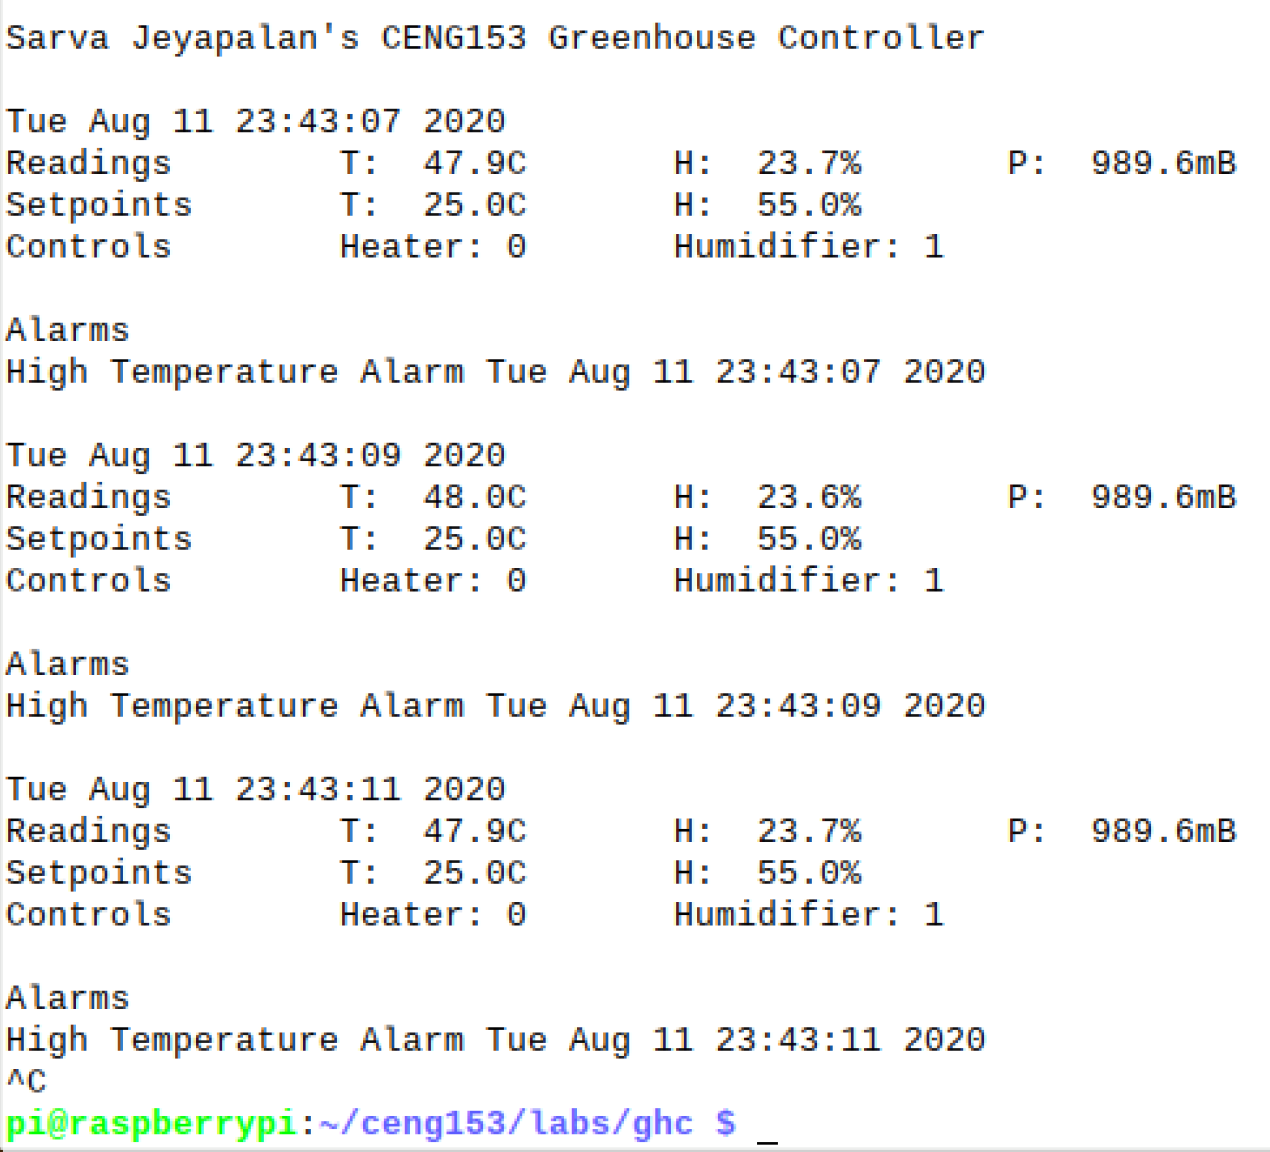 Sarva Jeyapalan's CENG153 Greenhouse Controller
Tue Aug 11 23:43:07 2020
Readings T: 47.9C H: 23.7% P: 989.6mB
Setpoints T: 25.0C H: 55.0%
Controls Heater: 0 Humidifier: 1
Alarms
High Temperature Alarm Tue Aug 11 23:43:07 2020
Tue Aug 11 23:43:09 2020
Readings T: 48.0C H: 23.6% P: 989.6mB
Setpoints T: 25.0C H: 55.0%
Controls Heater: 0 Humidifier: 1
Alarms
High Temperature Alarm Tue Aug 11 23:43:09 2020
Tue Aug 11 23:43:11 2020
Readings T: 47.9C H: 23.7% P: 989.6mB
Setpoints T: 25.0C H: 55.0%
Controls Heater: 0 Humidifier: 1
Alarms
High Temperature Alarm Tue Aug 11 23:43:11 2020
^C
pi@raspberrypi:~/ceng153/labs/ghc $ _